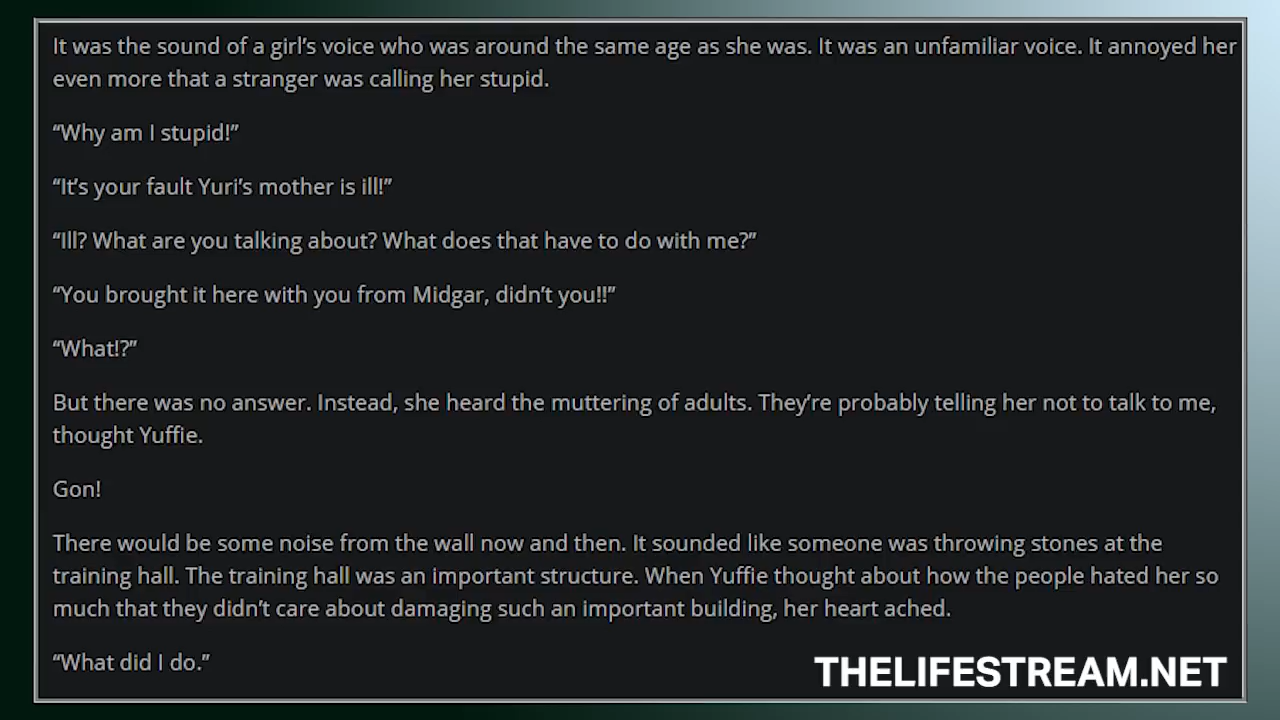 It was the sound of a girl’s voice who was around the same age as she was. It was an unfamiliar voice. It annoyed her
even more that a stranger was calling her stupid.
“Why am I stupid!”
“It’s your fault Yuri’s mother is ill!”
“Ill? What are you talking about? What does that have to do with me?”
“You brought it here with you from Midgar, didn’t you!!”
“What!?”
But there was no answer. Instead, she heard the muttering of adults. They’re probably telling her not to talk to me,
thought Yuffie.
Gon!
There would be some noise from the wall now and then. It sounded like someone was throwing stones at the
training hall. The training hall was an important structure. When Yuffie thought about how the people hated her so
much that they didn’t care about damaging such an important building, her heart ached.
“What did I do.”
THELIFESTREAM.NET